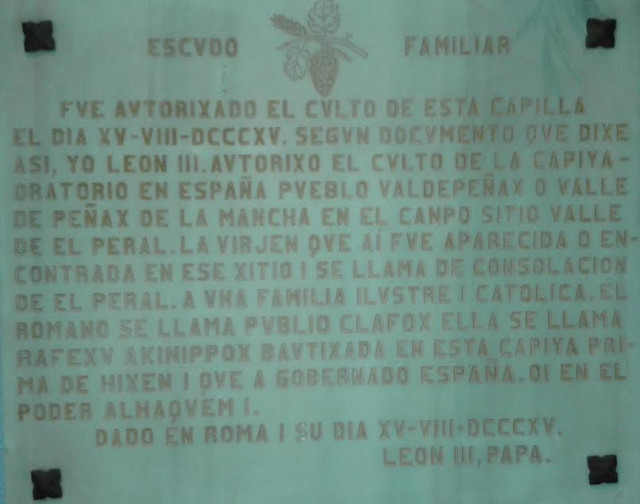 ESCVDO FAMILIAR
FVE AVTORIXADO EL CVLTO DE ESTA CAPILLA
EL DIA XV-VIII-DCCCXV. SEGVN DOCVMENTO QVE DIXE
ASI, YO LEON III. AVTORIXO EL CVLTO DE LA CAPIYA-
ORATORIO EN ESPAÑA PVEBLO VALDEPEÑAX O VALLE
DE PEÑAX DE LA MANCHA EN EL CANPO SITIO VALLE
DE EL PERAL. LA VIRJEN QVE AÍ FVE APARECIDA O EN-
CONTRADA EN ESE XITIO I SE LLAMA DE CONSOLACION
DE EL PERAL. A VNA FAMILIA ILVSTRE I CATOLICA. EL
ROMANO SE LLAMA PVBLIO CLAFOX ELLA SE LLAMA
RAFEXV AKINIPPOX BAVTIXADA EN ESTA CAPIYA PRI-
MA DE HIXEN I QVE A GOBERNADO ESPAÑA. OI EN EL
PODER ALHAQVEM I.
DADO EN ROMA I SU DIA XV-VIII-DCCCXV.
LEON III, PAPA.